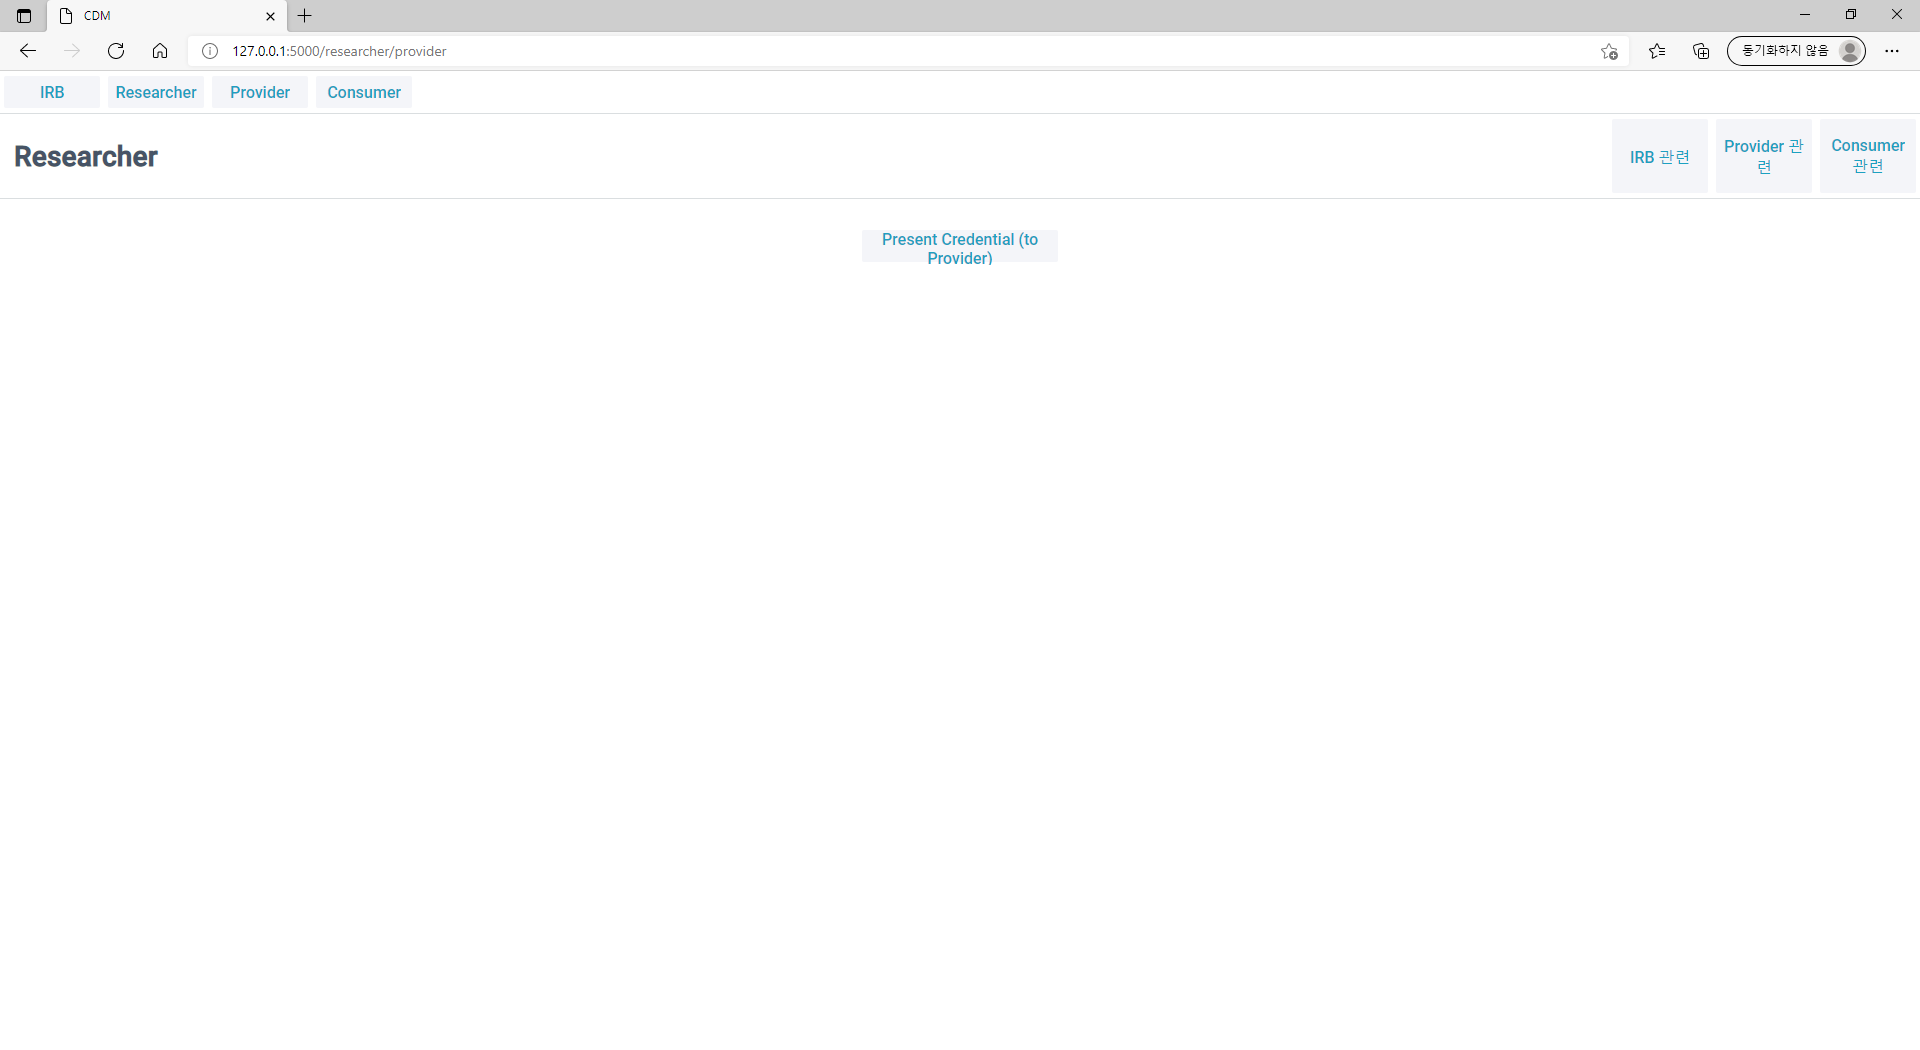 CDM
127.0.0.1:5000/researcher/provider
동기화하지 않음
IRB
Researcher
Provider
Consumer
Researcher
IRB 관련
Provider 관
련
Consumer
관련
Present Credential (to
Provider)